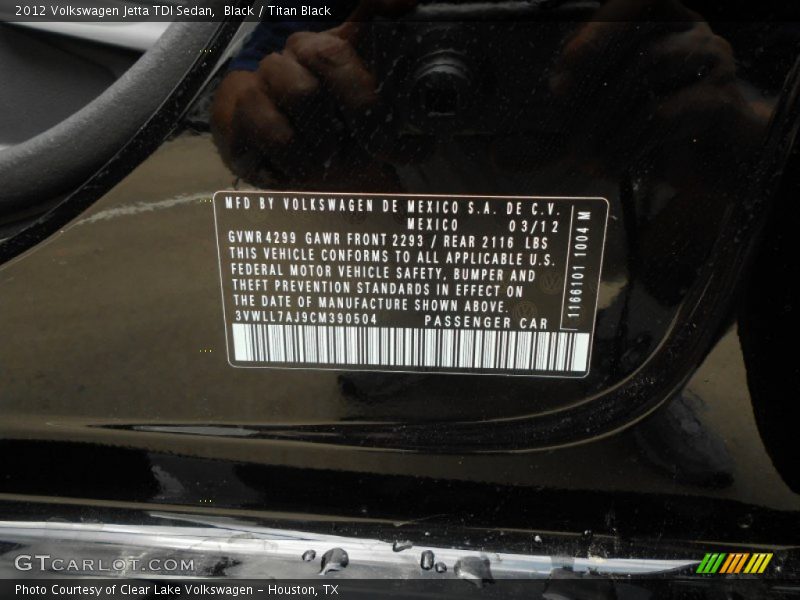 2012 Volkswagen Jetta TDI Sedan,  Black / Titan Black
MFD BY VOLKSWAGEN DE MEXICO S.A. DE C.V.
MEXICO 03/12
GVWR 4299 GAWR FRONT 2293 / REAR 2116 LBS
THIS VEHICLE CONFORMS TO ALL APPLICABLE U.S.
FEDERAL MOTOR VEHICLE SAFETY, BUMPER AND
THEFT PREVENTION STANDARDS IN EFFECT ON
THE DATE OF MANUFACTURE SHOWN ABOVE.
3VWLL7AJ9CM390504 PASSENGER CAR
1166101 1004 M
GTCARLOT.COM
Photo Courtesy of Clear Lake Volkswagen – Houston, TX